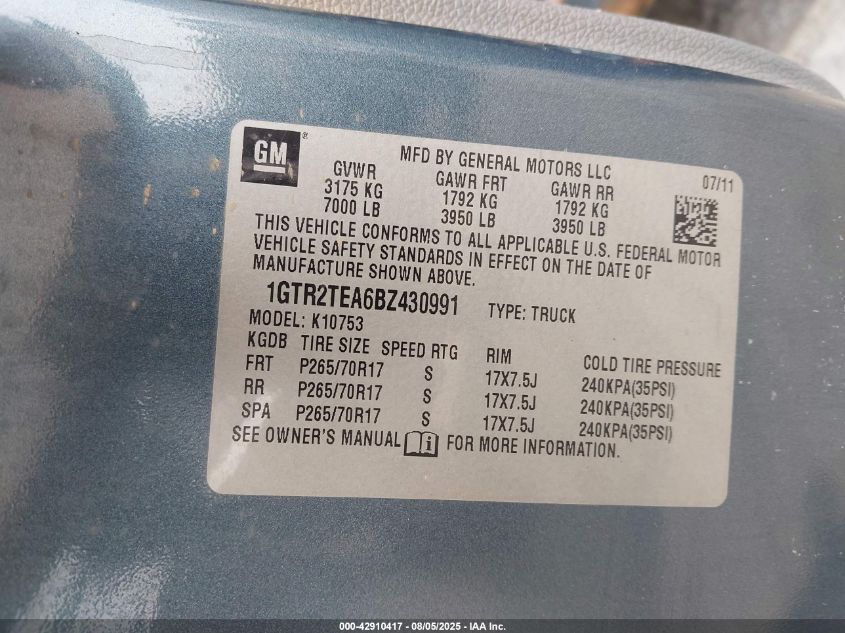 GM®
MFD BY GENERAL MOTORS LLC 07/11
GVWR GAWR FRT GAWR RR
3175 KG 1792 KG 1792 KG
7000 LB 3950 LB 3950 LB
THIS VEHICLE CONFORMS TO ALL APPLICABLE U.S. FEDERAL MOTOR
VEHICLE SAFETY STANDARDS IN EFFECT ON THE DATE OF
MANUFACTURE SHOWN ABOVE.
1GTR2TEA6BZ430991 TYPE: TRUCK
MODEL: K10753
KGDB TIRE SIZE SPEED RTG RIM COLD TIRE PRESSURE
FRT P265/70R17 S 17X7.5J 240KPA(35PSI)
RR P265/70R17 S 17X7.5J 240KPA(35PSI)
SPA P265/70R17 S 17X7.5J 240KPA(35PSI)
SEE OWNER'S MANUAL i FOR MORE INFORMATION.
000-42910417 - 08/05/2025 - IAA Inc.